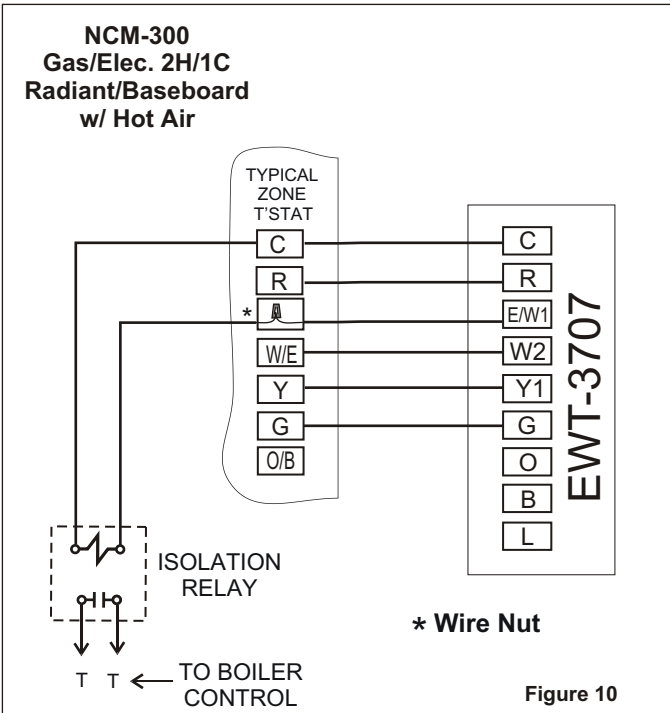 NCM-300
Gas/Elec. 2H/1C
Radiant/Baseboard
w/ Hot Air
TYPICAL
ZONE
T'STAT
C
R
*
W/E
Y
G
O/B
C
R
E/W1
W2
Y1
G
O
B
L
EWT-3707
ISOLATION
RELAY
* Wire Nut
T T
TO BOILER
CONTROL
Figure 10